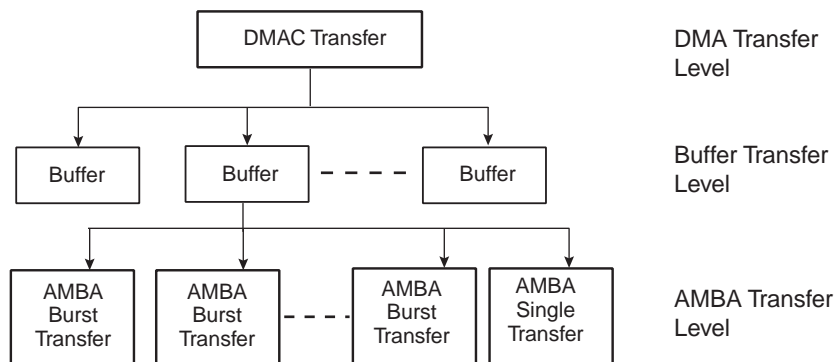 DMAC Transfer
DMA Transfer
Level
Buffer
Buffer
Buffer
Buffer Transfer
Level
AMBA
Burst
Transfer
AMBA
Burst
Transfer
AMBA
Burst
Transfer
AMBA
Single
Transfer
AMBA Transfer
Level